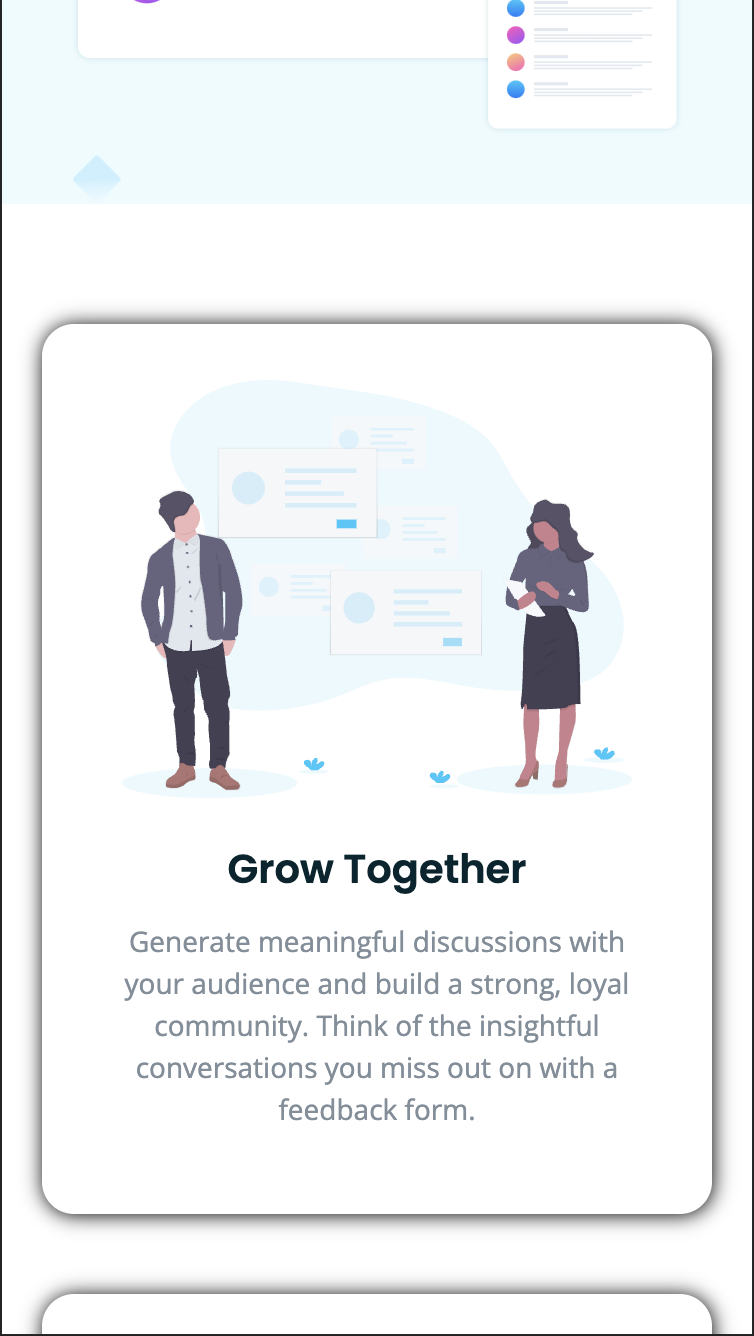 Grow Together
Generate meaningful discussions with
your audience and build a strong, loyal
community. Think of the insightful
conversations you miss out on with a
feedback form.